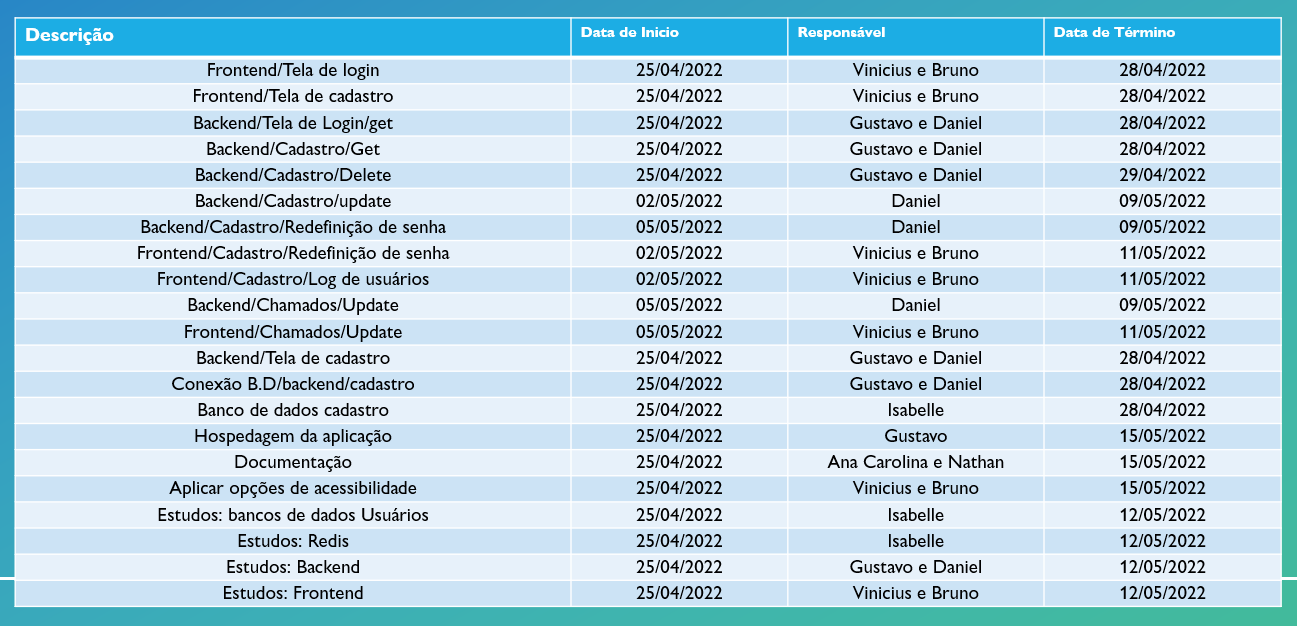 Descrição Data de Inicio Responsável Data de Término
Frontend/Tela de login 25/04/2022 Vinicius e Bruno 28/04/2022
Frontend/Tela de cadastro 25/04/2022 Vinicius e Bruno 28/04/2022
Backend/Tela de Login/get 25/04/2022 Gustavo e Daniel 28/04/2022
Backend/Cadastro/Get 25/04/2022 Gustavo e Daniel 28/04/2022
Backend/Cadastro/Delete 25/04/2022 Gustavo e Daniel 29/04/2022
Backend/Cadastro/update 02/05/2022 Daniel 09/05/2022
Backend/Cadastro/Redefinição de senha 05/05/2022 Daniel 09/05/2022
Frontend/Cadastro/Redefinição de senha 02/05/2022 Vinicius e Bruno 11/05/2022
Frontend/Cadastro/Log de usuários 02/05/2022 Vinicius e Bruno 11/05/2022
Backend/Chamados/Update 05/05/2022 Daniel 09/05/2022
Frontend/Chamados/Update 05/05/2022 Vinicius e Bruno 11/05/2022
Backend/Tela de cadastro 25/04/2022 Gustavo e Daniel 28/04/2022
Conexão B.D/backend/cadastro 25/04/2022 Gustavo e Daniel 28/04/2022
Banco de dados cadastro 25/04/2022 Isabelle 28/04/2022
Hospedagem da aplicação 25/04/2022 Gustavo 15/05/2022
Documentação 25/04/2022 Ana Carolina e Nathan 15/05/2022
Aplicar opções de acessibilidade 25/04/2022 Vinicius e Bruno 15/05/2022
Estudos: bancos de dados Usuários 25/04/2022 Isabelle 12/05/2022
Estudos: Redis 25/04/2022 Isabelle 12/05/2022
Estudos: Backend 25/04/2022 Gustavo e Daniel 12/05/2022
Estudos: Frontend 25/04/2022 Vinicius e Bruno 12/05/2022